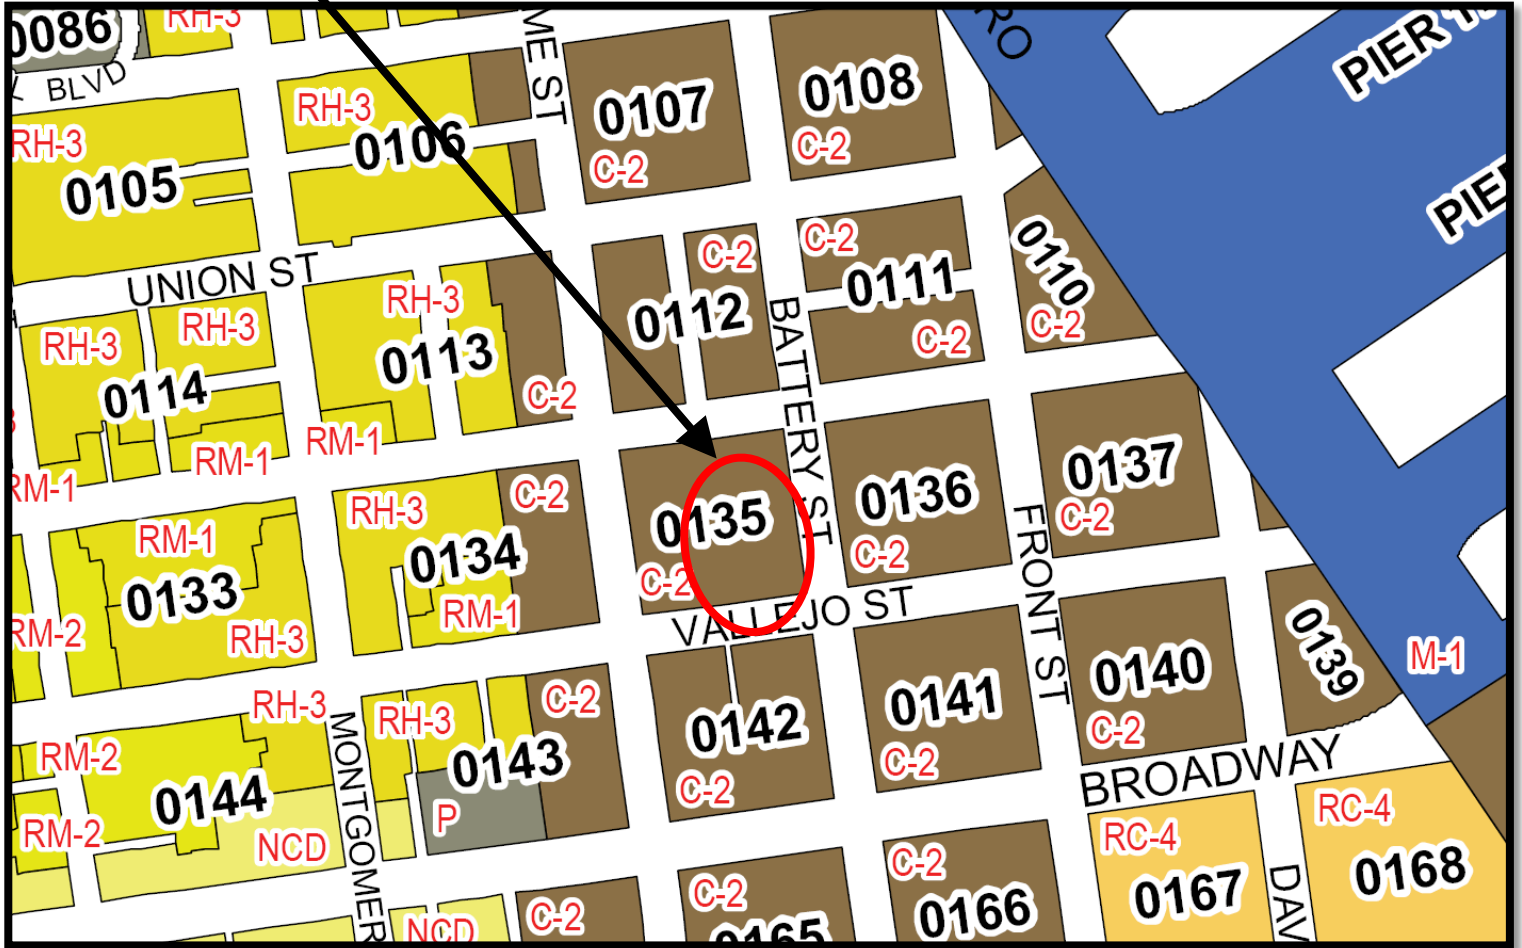 0086
RH-3
BLVD
ME ST
RO
PIER
RH-3
0106
0107
C-2
0108
C-2
RH-3
0105
PIER
UNION ST
C-2
0112
C-2
0111
C-2
0110
C-2
RH-3
RH-3
0114
RH-3
0113
C-2
BATTERY ST
RM-1
RM-1
RM-1
RH-3
C-2
0134
RM-1
0135
C-2
0136
C-2
0137
C-2
RM-1
0133
RH-3
RM-2
VALLEJO ST
FRONT ST
0139
M-1
RH-3
RM-2
0144
RM-2
NCD
MONTGOMER
RH-3
C-2
0143
P
0142
C-2
0141
C-2
0140
C-2
BROADWAY
NCD
C-2
C-2
0165
C-2
0166
RC-4
0167
DAV
RC-4
0168